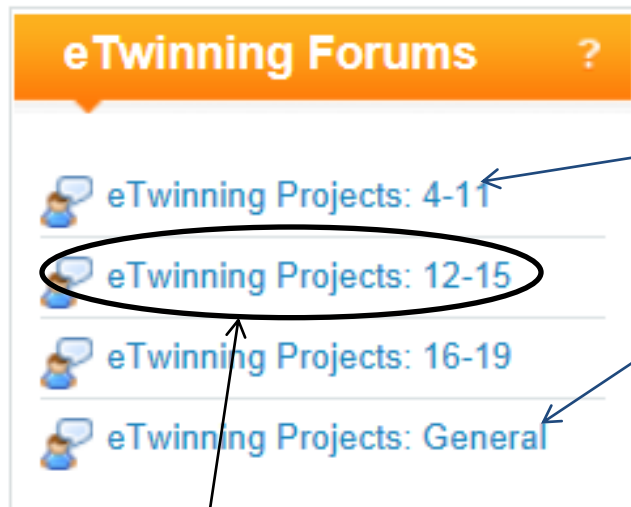 eTwinning Forums ?
eTwinning Projects: 4-11
eTwinning Projects: 12-15
eTwinning Projects: 16-19
eTwinning Projects: General